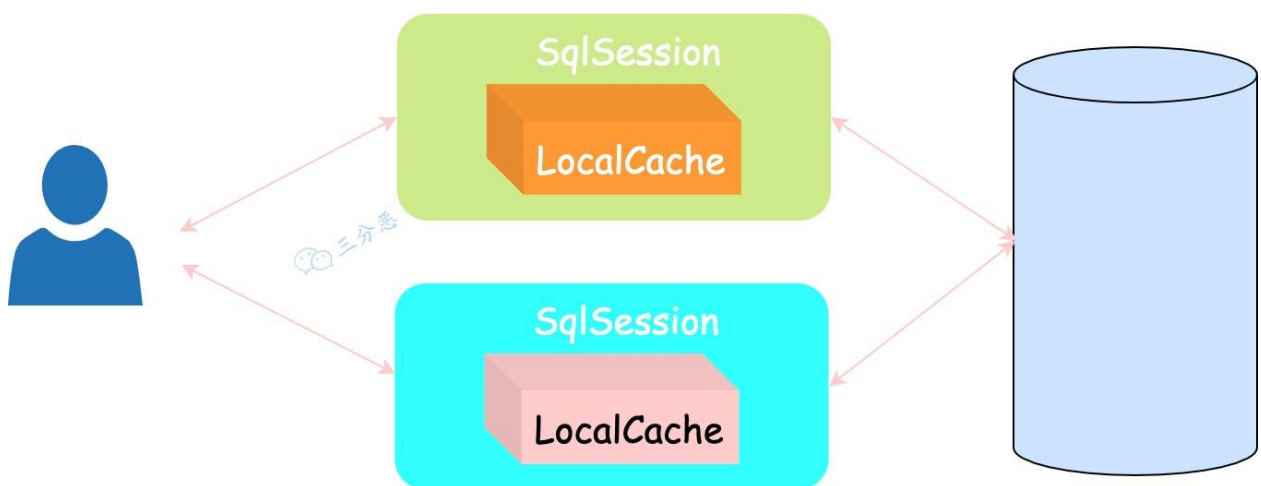 SqlSession
LocalCache
三分恶
SqlSession
LocalCache